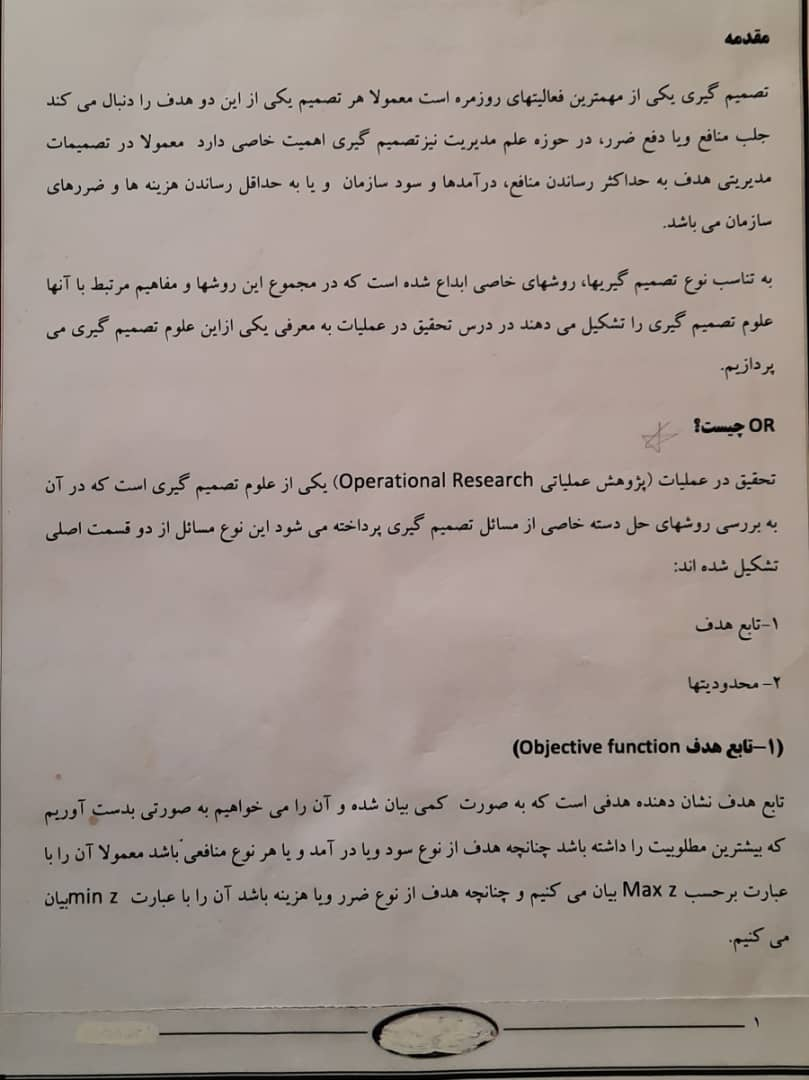 مقدمه
تصمیم گیری یکی از مهمترین فعالیتهای روزمره است معمولا هر تصمیم یکی از این دو هدف را دنبال می کند
جلب منافع ویا دفع ضرر، در حوزه علم مدیریت نیزتصمیم گیری اهمیت خاصی دارد معمولا در تصمیمات
مدیریتی هدف به حداکثر رساندن منافع، درآمدها و سود سازمان و یا به حداقل رساندن هزینه ها و ضررهای
سازمان می باشد.
به تناسب نوع تصمیم گیریها، روشهای خاصی ابداع شده است که در مجموع این روشها و مفاهیم مرتبط با آنها
علوم تصمیم گیری را تشکیل می دهند در درس تحقیق در عملیات به معرفی یکی ازاین علوم تصمیم گیری می
پردازیم.
OR چیست؟
تحقیق در عملیات (پژوهش عملیاتی Operational Research) یکی از علوم تصمیم گیری است که در آن
به بررسی روشهای حل دسته خاصی از مسائل تصمیم گیری پرداخته می شود این نوع مسائل از دو قسمت اصلی
تشکیل شده اند:
۱-تابع هدف
۲- محدودیتها
(۱–تابع هدف Objective function)
تابع هدف نشان دهنده هدفی است که به صورت کمی بیان شده و آن را می خواهیم به صورتی بدست آوریم
که بیشترین مطلوبیت را داشته باشد چنانچه هدف از نوع سود ویا در آمد و یا هر نوع منافعی باشد معمولا آن را با
عبارت برحسب Max z بیان می کنیم و چنانچه هدف از نوع ضرر ویا هزینه باشد آن را با عبارت min zبیان
می کنیم.
۱